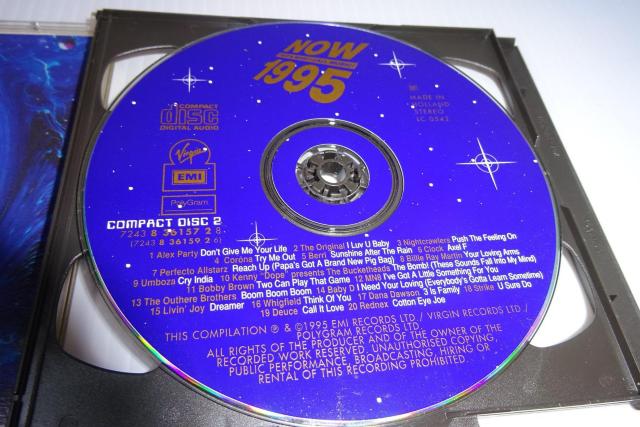 NOW
THAT'S WHAT I CALL MUSIC!
1995
COMPACT
disc
DIGITAL AUDIO
MADE IN
HOLLAND
STEREO
LC 0542
Virgin
EMI
PolyGram
COMPACT DISC 2
7243 8 36157 2 8
(7243 8 36159 2 6)
1 Alex Party Don't Give Me Your Life 2 The Original I Luv U Baby 3 Nightcrawlers Push The Feeling On
4 Coróna Try Me Out 5 Berri Sunshine After The Rain 6 Clock Axel F
7 Perfecto Allstarz Reach Up (Papa's Got A Brand New Pig Bag) 8 Billie Ray Martin Your Loving Arms
9 Umboza Cry India 10 Kenny "Dope" presents The Bucketheads The Bomb! (These Sounds Fall Into My Mind)
11 Bobby Brown Two Can Play That Game 12 MN8 I've Got A Little Something For You
13 The Outhere Brothers Boom Boom Boom 14 Baby D I Need Your Loving (Everybody's Gotta Learn Sometime)
15 Livin' Joy Dreamer 16 Whigfield Think Of You 17 Dana Dawson 3 Is Family 18 Strike U Sure Do
19 Deuce Call It Love 20 Rednex Cotton Eye Joe
THIS COMPILATION ℗ & ©1995 EMI RECORDS LTD./ VIRGIN RECORDS LTD/
POLYGRAM RECORDS LTD.
ALL RIGHTS OF THE PRODUCER AND OF THE OWNER OF THE
RECORDED WORK RESERVED. UNAUTHORISED COPYING,
PUBLIC PERFORMANCE, BROADCASTING, HIRING OR
RENTAL OF THIS RECORDING PROHIBITED.